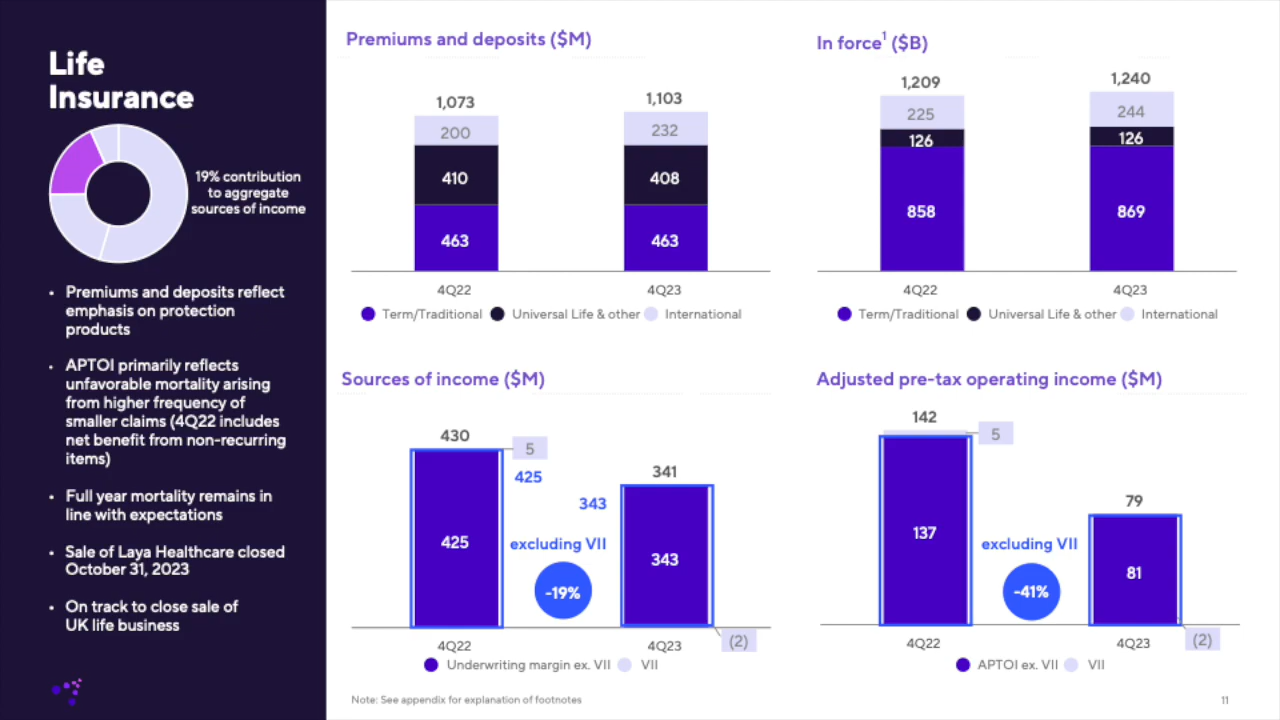 Life
Insurance
19% contribution
to aggregate
sources of income
• Premiums and deposits reflect
emphasis on protection
products
• APTOI primarily reflects
unfavorable mortality arising
from higher frequency of
smaller claims (4Q22 includes
net benefit from non-recurring
items)
• Full year mortality remains in
line with expectations
• Sale of Laya Healthcare closed
October 31, 2023
• On track to close sale of
UK life business
Premiums and deposits ($M)
1,073
200
410
463
4Q22
1,103
232
408
463
4Q23
Term/Traditional Universal Life & other International
In force¹ ($B)
1,209
225
126
858
4Q22
1,240
244
126
869
4Q23
Term/Traditional Universal Life & other International
Sources of income ($M)
430
5
425
425
4Q22
343
excluding VII
-19%
341
343
(2)
4Q23
Underwriting margin ex. VII VII
Adjusted pre-tax operating income ($M)
142
5
137
4Q22
excluding VII
-41%
79
81
(2)
4Q23
APTOI ex. VII VII
Note: See appendix for explanation of footnotes
11